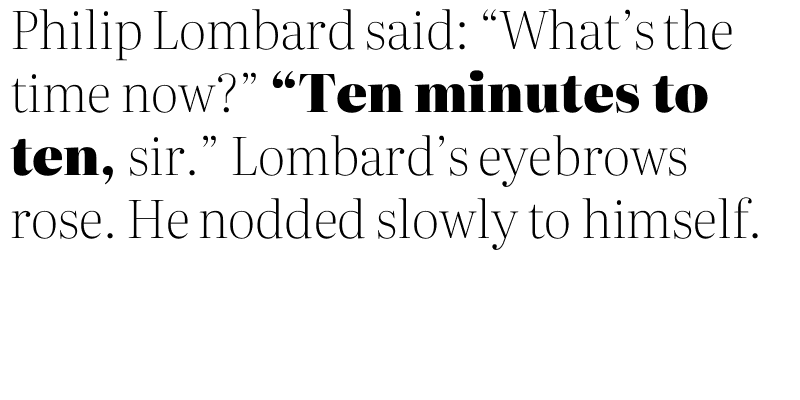 Philip Lombard said: “What’s the
time now?” “Ten minutes to
ten, sir.” Lombard’s eyebrows
rose. He nodded slowly to himself.